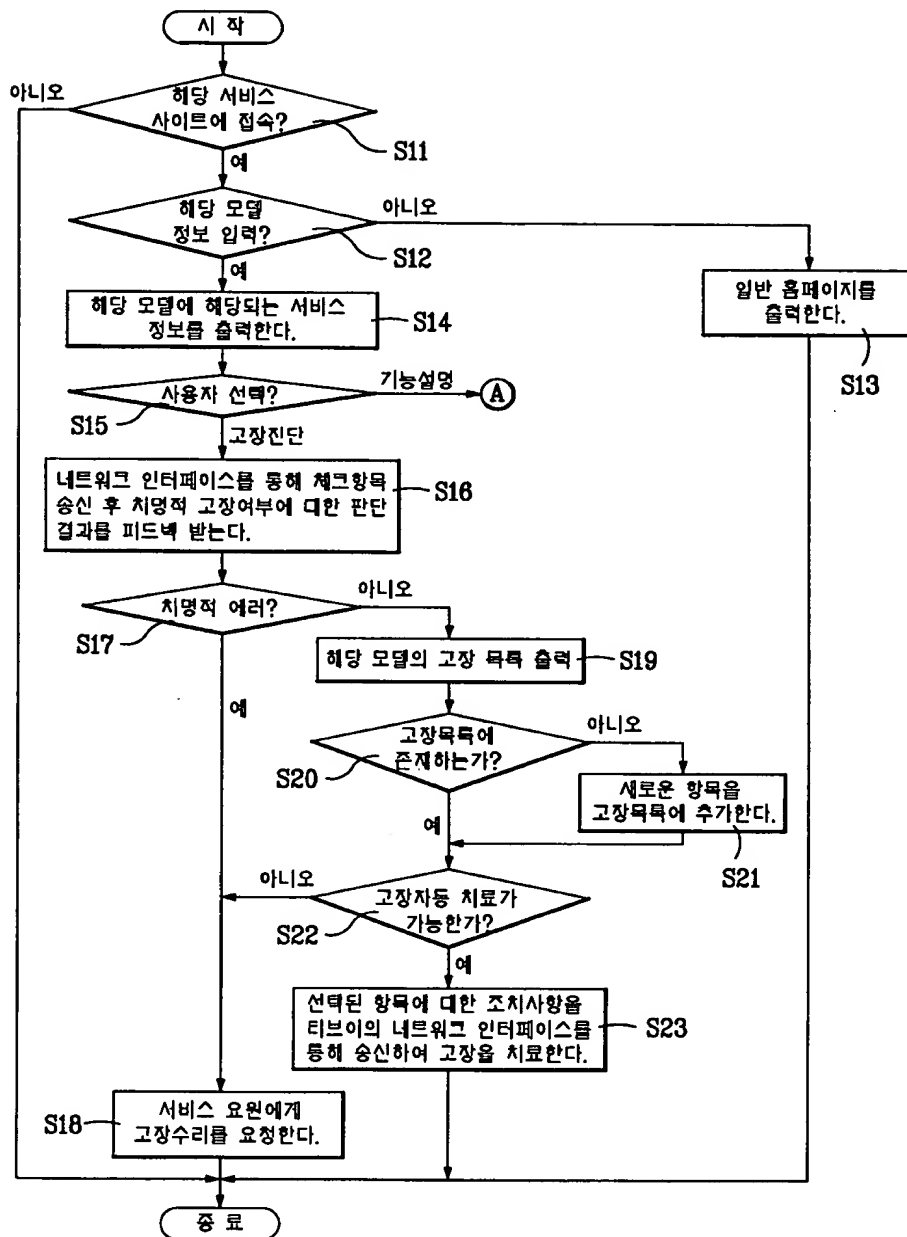 시 작
아니오
해당 서비스
사이트에 접속?
S11
예
해당 모델
정보 입력?
아니오
S12
예
해당 모델에 해당되는 서비스
정보를 출력한다.
S14
일반 홈페이지를
출력한다.
S13
사용자 선택?
기능설명
A
S15
고장진단
네트워크 인터페이스를 통해 체크항목
송신 후 치명적 고장여부에 대한 판단
결과를 피드백 받는다.
S16
치명적 에러?
아니오
S17
해당 모델의 고장 목록 출력
S19
예
고장목록에
존재하는가?
아니오
S20
새로운 항목을
고장목록에 추가한다.
예
S21
아니오
고장자동 치료가
가능한가?
S22
예
선택된 항목에 대한 조치사항을
티브이의 네트워크 인터페이스를
통해 송신하여 고장을 치료한다.
S23
서비스 요원에게
고장수리를 요청한다.
S18
종 료